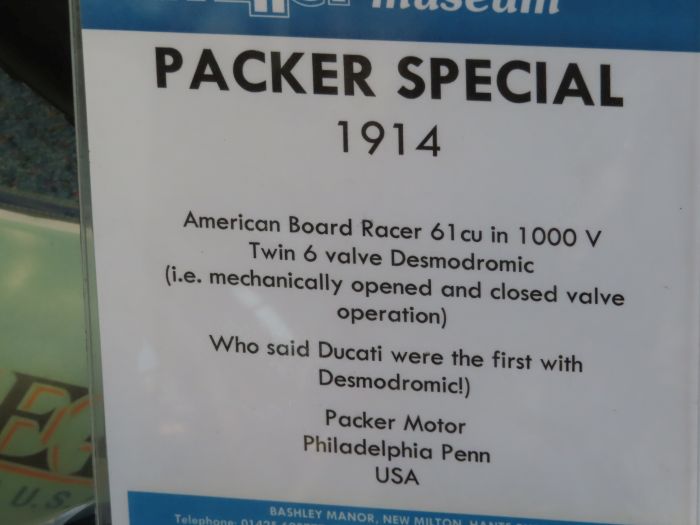 museum
PACKER SPECIAL
1914
American Board Racer 61cu in 1000 V
Twin 6 valve Desmodromic
(i.e. mechanically opened and closed valve
operation)
Who said Ducati were the first with
Desmodromic!)
Packer Motor
Philadelphia Penn
USA
BASHLEY MANOR, NEW MILTON,
Telephone: 01425
U.S.